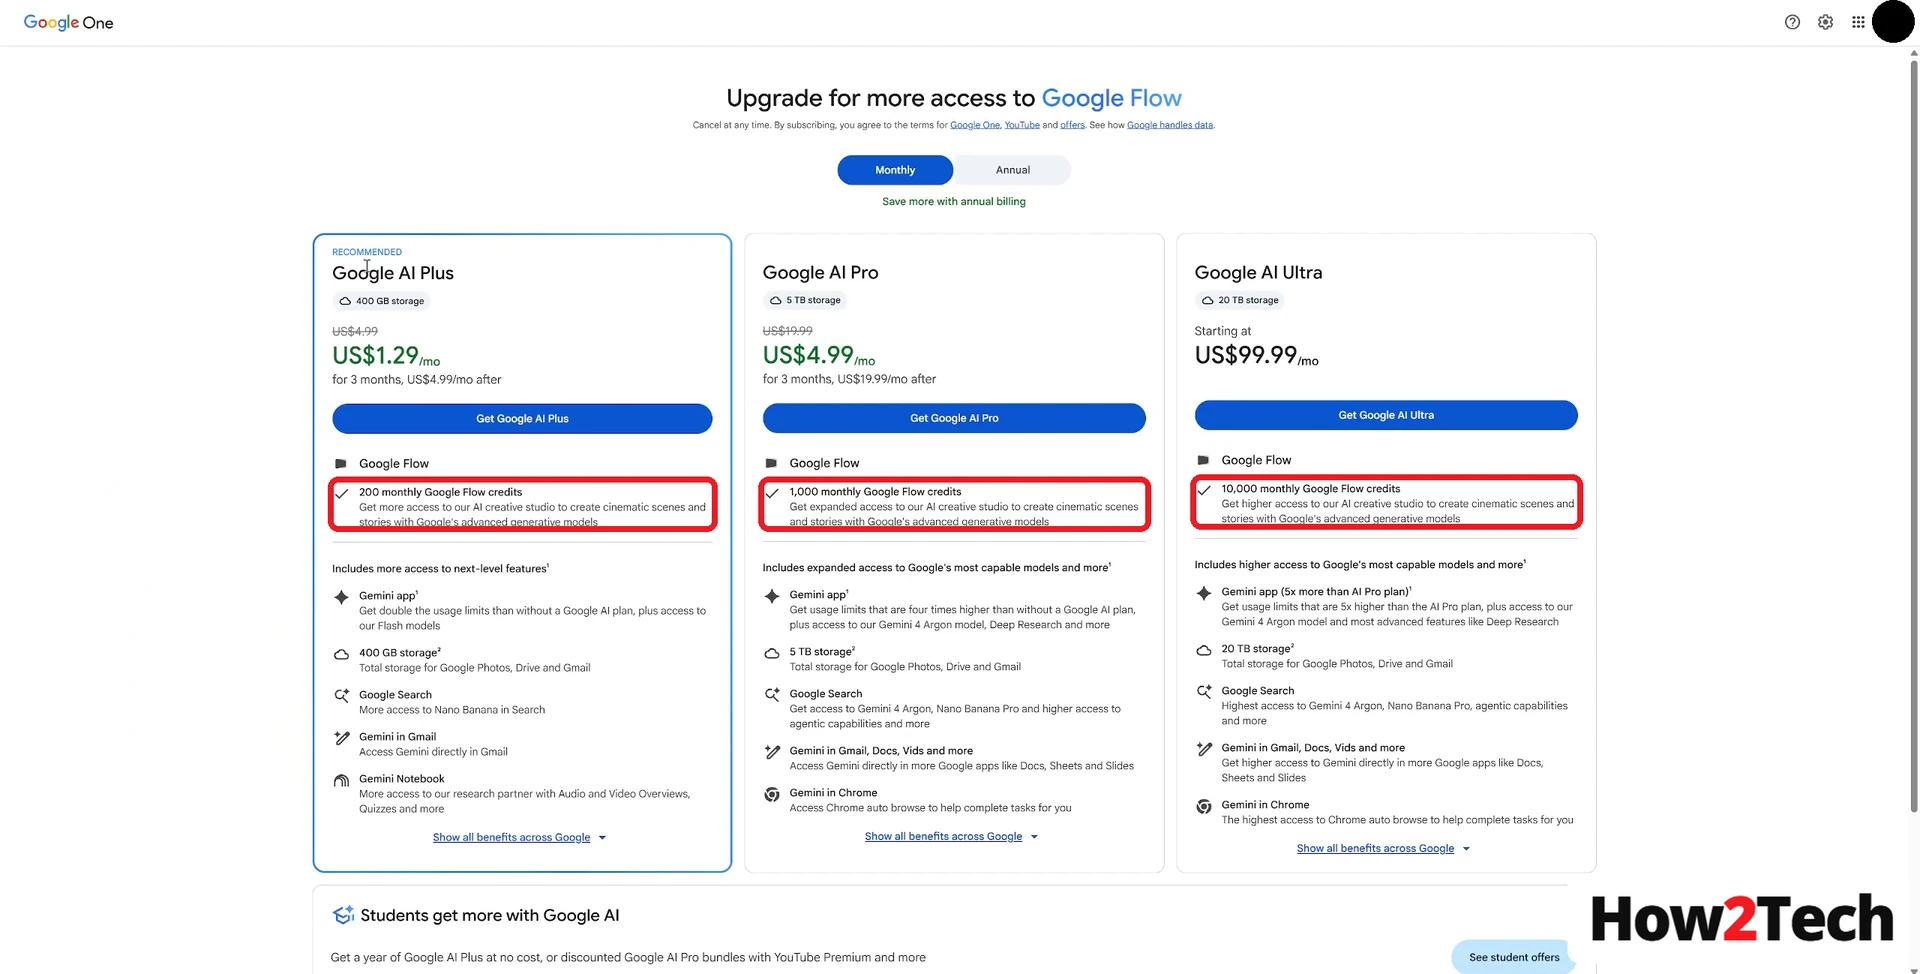 Google One
Upgrade for more access to Google Flow
Cancel at any time. By subscribing, you agree to the terms for Google One, YouTube and offers. See how Google handles data.
Monthly
Annual
Save more with annual billing
RECOMMENDED
Google AI Plus
400 GB storage
US$4.99
US$1.29/mo
for 3 months, US$4.99/mo after
Get Google AI Plus
Google Flow
200 monthly Google Flow credits
Get more access to our AI creative studio to create cinematic scenes and
stories with Google's advanced generative models
Includes more access to next-level features¹
Gemini app¹
Get double the usage limits than without a Google AI plan, plus access to
our Flash models
400 GB storage²
Total storage for Google Photos, Drive and Gmail
Google Search
More access to Nano Banana in Search
Gemini in Gmail
Access Gemini directly in Gmail
Gemini Notebook
More access to our research partner with Audio and Video Overviews,
Quizzes and more
Show all benefits across Google
Google AI Pro
5 TB storage
US$19.99
US$4.99/mo
for 3 months, US$19.99/mo after
Get Google AI Pro
Google Flow
1,000 monthly Google Flow credits
Get expanded access to our AI creative studio to create cinematic scenes
and stories with Google's advanced generative models
Includes expanded access to Google's most capable models and more¹
Gemini app¹
Get usage limits that are four times higher than without a Google AI plan,
plus access to our Gemini 4 Argon model, Deep Research and more
5 TB storage²
Total storage for Google Photos, Drive and Gmail
Google Search
Get access to Gemini 4 Argon, Nano Banana Pro and higher access to
agentic capabilities and more
Gemini in Gmail, Docs, Vids and more
Access Gemini directly in more Google apps like Docs, Sheets and Slides
Gemini in Chrome
Access Chrome auto browse to help complete tasks for you
Show all benefits across Google
Google AI Ultra
20 TB storage
Starting at
US$99.99/mo
Get Google AI Ultra
Google Flow
10,000 monthly Google Flow credits
Get higher access to our AI creative studio to create cinematic scenes and
stories with Google's advanced generative models
Includes higher access to Google's most capable models and more¹
Gemini app (5x more than AI Pro plan)¹
Get usage limits that are 5x higher than the AI Pro plan, plus access to our
Gemini 4 Argon model and most advanced features like Deep Research
20 TB storage²
Total storage for Google Photos, Drive and Gmail
Google Search
Highest access to Gemini 4 Argon, Nano Banana Pro, agentic capabilities
and more
Gemini in Gmail, Docs, Vids and more
Get higher access to Gemini directly in more Google apps like Docs,
Sheets and Slides
Gemini in Chrome
The highest access to Chrome auto browse to help complete tasks for you
Show all benefits across Google
Students get more with Google AI
Get a year of Google AI Plus at no cost, or discounted Google AI Pro bundles with YouTube Premium and more
See student offers
How2Tech